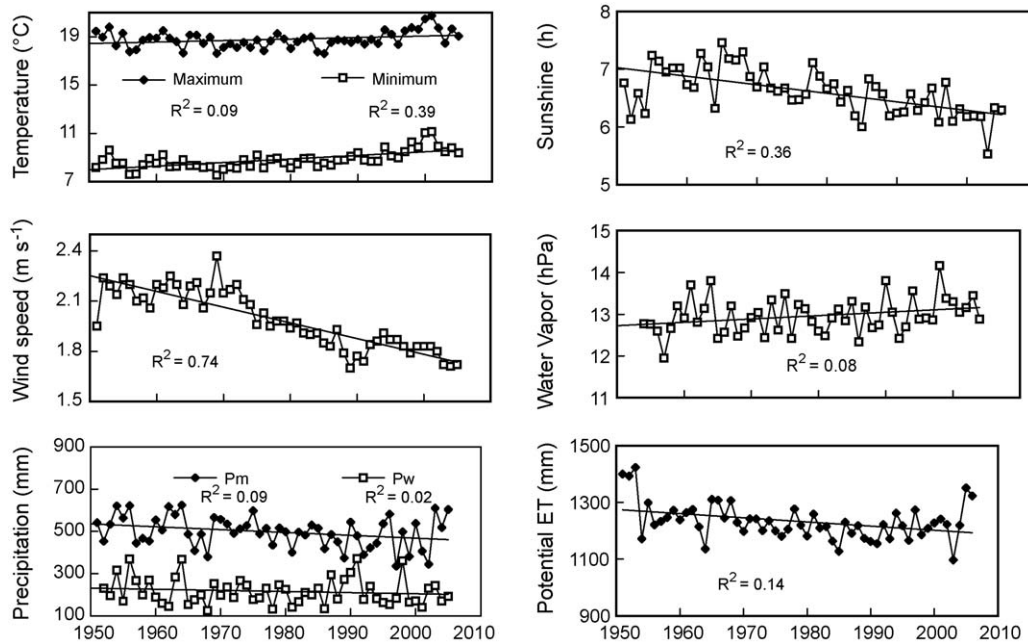 Temperature (°C)
19
15
11
7
Maximum
Minimum
R² = 0.09
R² = 0.39
Sunshine (h)
8
7
6
5
R² = 0.36
Wind speed (m s⁻¹)
2.4
2.1
1.8
1.5
R² = 0.74
Water Vapor (hPa)
16
14
13
12
11
R² = 0.08
Precipitation (mm)
900
700
500
300
100
Pm
Pw
R² = 0.09
R² = 0.02
1950 1960 1970 1980 1990 2000 2010
Potential ET (mm)
1500
1300
1100
900
R² = 0.14
1950 1960 1970 1980 1990 2000 2010